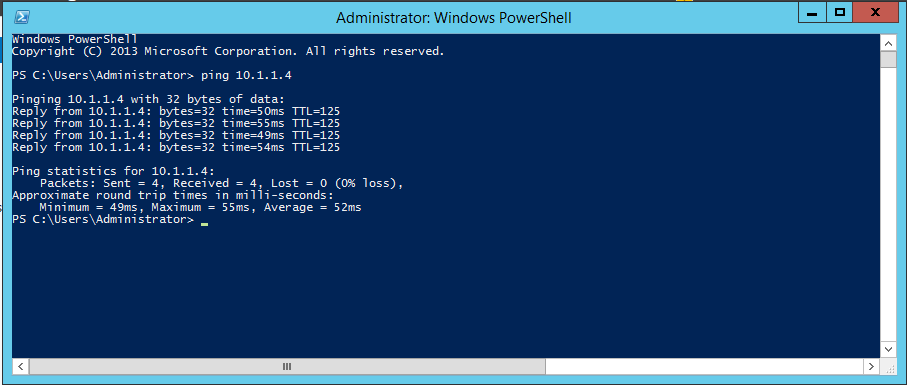 Administrator: Windows PowerShell
Windows PowerShell
Copyright (C) 2013 Microsoft Corporation. All rights reserved.
PS C:\Users\Administrator> ping 10.1.1.4
Pinging 10.1.1.4 with 32 bytes of data:
Reply from 10.1.1.4: bytes=32 time=50ms TTL=125
Reply from 10.1.1.4: bytes=32 time=55ms TTL=125
Reply from 10.1.1.4: bytes=32 time=49ms TTL=125
Reply from 10.1.1.4: bytes=32 time=54ms TTL=125
Ping statistics for 10.1.1.4:
    Packets: Sent = 4, Received = 4, Lost = 0 (0% loss),
Approximate round trip times in milli-seconds:
    Minimum = 49ms, Maximum = 55ms, Average = 52ms
PS C:\Users\Administrator> _